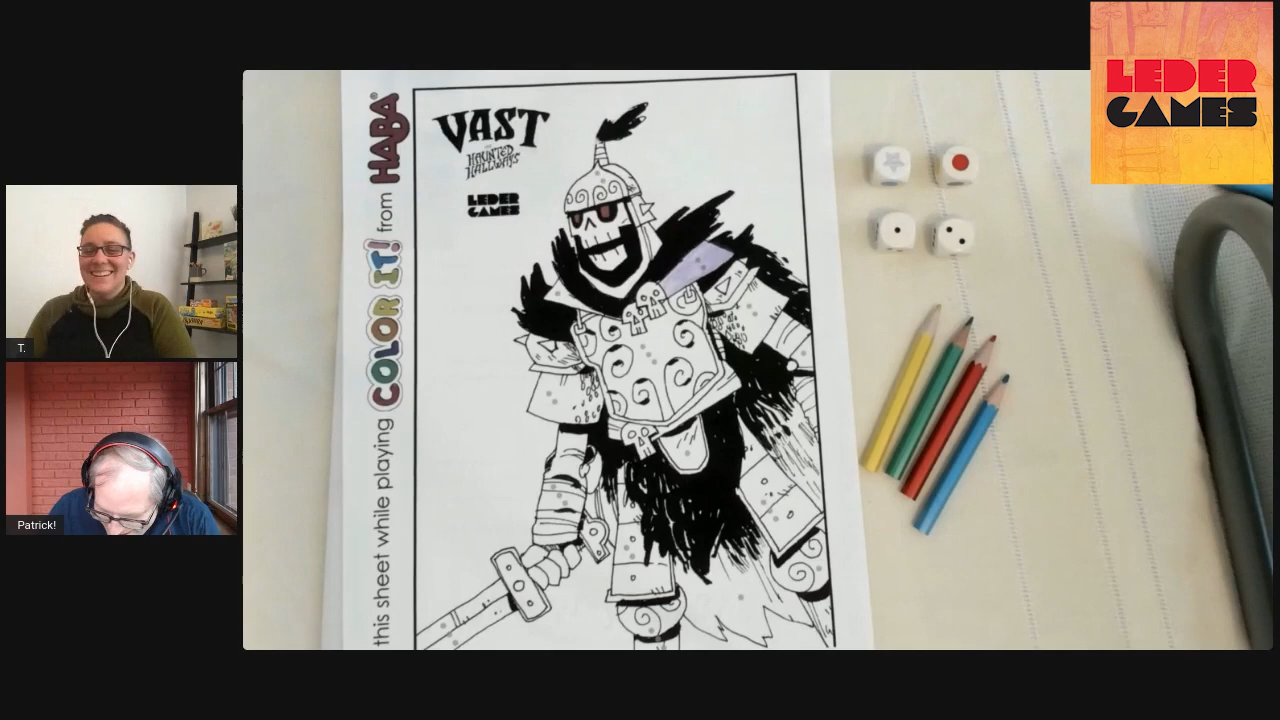 LEDER
GAMES
T.
Patrick!
this sheet while playing COLOR IT! from HABA®
VAST
HAUNTED
HALLWAYS
LEDER
GAMES